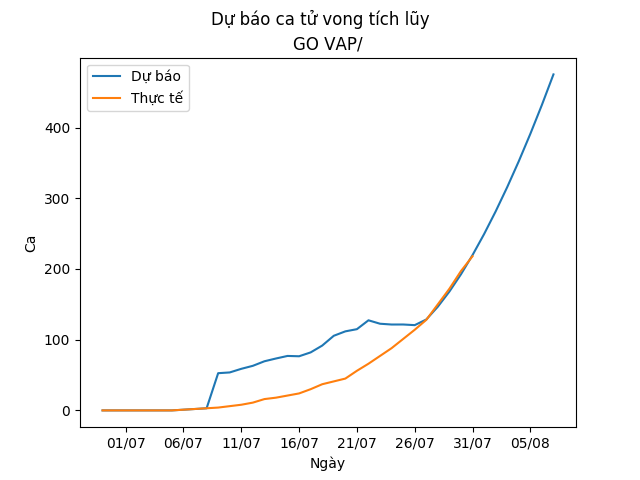 Dự báo ca tử vong tích lũy
GO VAP/
Dự báo
Thực tế
Ca
400
300
200
100
0
01/07 06/07 11/07 16/07 21/07 26/07 31/07 05/08
Ngày